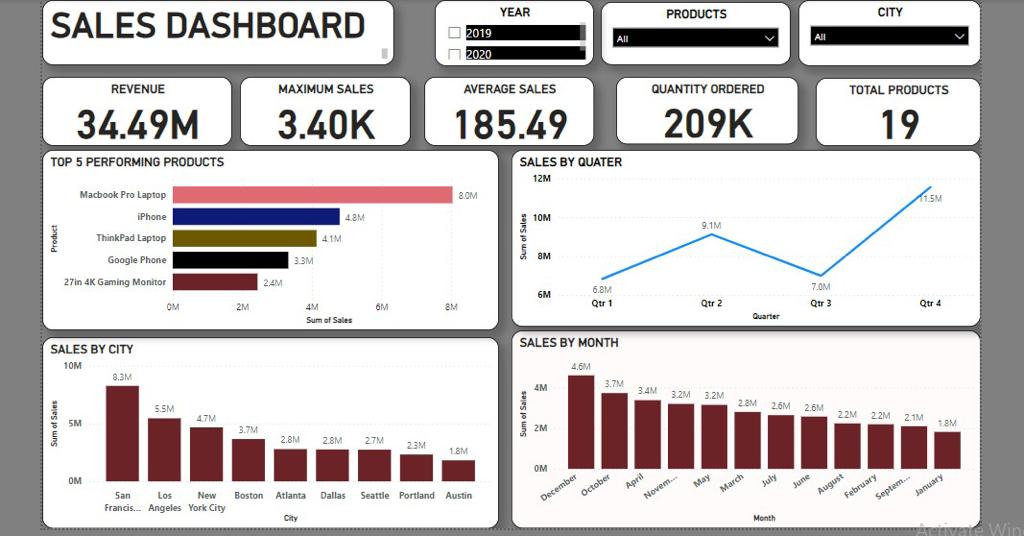 SALES DASHBOARD
YEAR
2019
2020
PRODUCTS
All
CITY
All
REVENUE
34.49M
MAXIMUM SALES
3.40K
AVERAGE SALES
185.49
QUANTITY ORDERED
209K
TOTAL PRODUCTS
19
TOP 5 PERFORMING PRODUCTS
Product
Macbook Pro Laptop 8.0M
iPhone 4.8M
ThinkPad Laptop 4.1M
Google Phone 3.3M
27in 4K Gaming Monitor 2.4M
0M 2M 4M 6M 8M
Sum of Sales
SALES BY QUATER
Sum of Sales
12M
10M
8M
6M
6.8M 9.1M 7.0M 11.5M
Qtr 1 Qtr 2 Qtr 3 Qtr 4
Quarter
SALES BY CITY
Sum of Sales
10M
5M
0M
8.3M 5.5M 4.7M 3.7M 2.8M 2.8M 2.7M 2.3M 1.8M
San Francis... Los Angeles New York City Boston Atlanta Dallas Seattle Portland Austin
City
SALES BY MONTH
Sum of Sales
4M
2M
0M
4.6M 3.7M 3.4M 3.2M 3.2M 2.8M 2.6M 2.6M 2.2M 2.2M 2.1M 1.8M
December October April Novem... May March July June August February Septem... January
Month
Activate Win